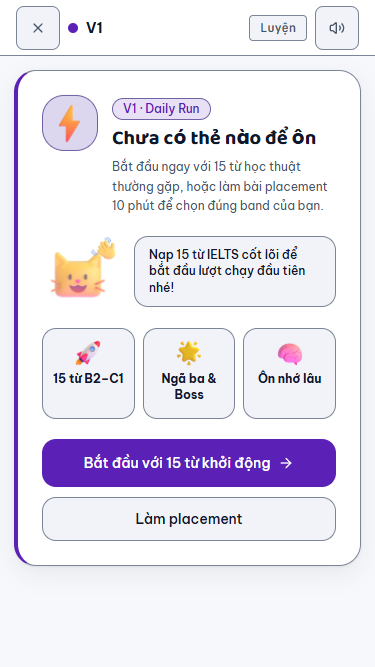 V1
Luyện
V1 · Daily Run
Chưa có thẻ nào để ôn
Bắt đầu ngay với 15 từ học thuật
thường gặp, hoặc làm bài placement
10 phút để chọn đúng band của bạn.
Nạp 15 từ IELTS cốt lõi để
bắt đầu lượt chạy đầu tiên
nhé!
15 từ B2–C1
Ngã ba &
Boss
Ôn nhớ lâu
Bắt đầu với 15 từ khởi động →
Làm placement